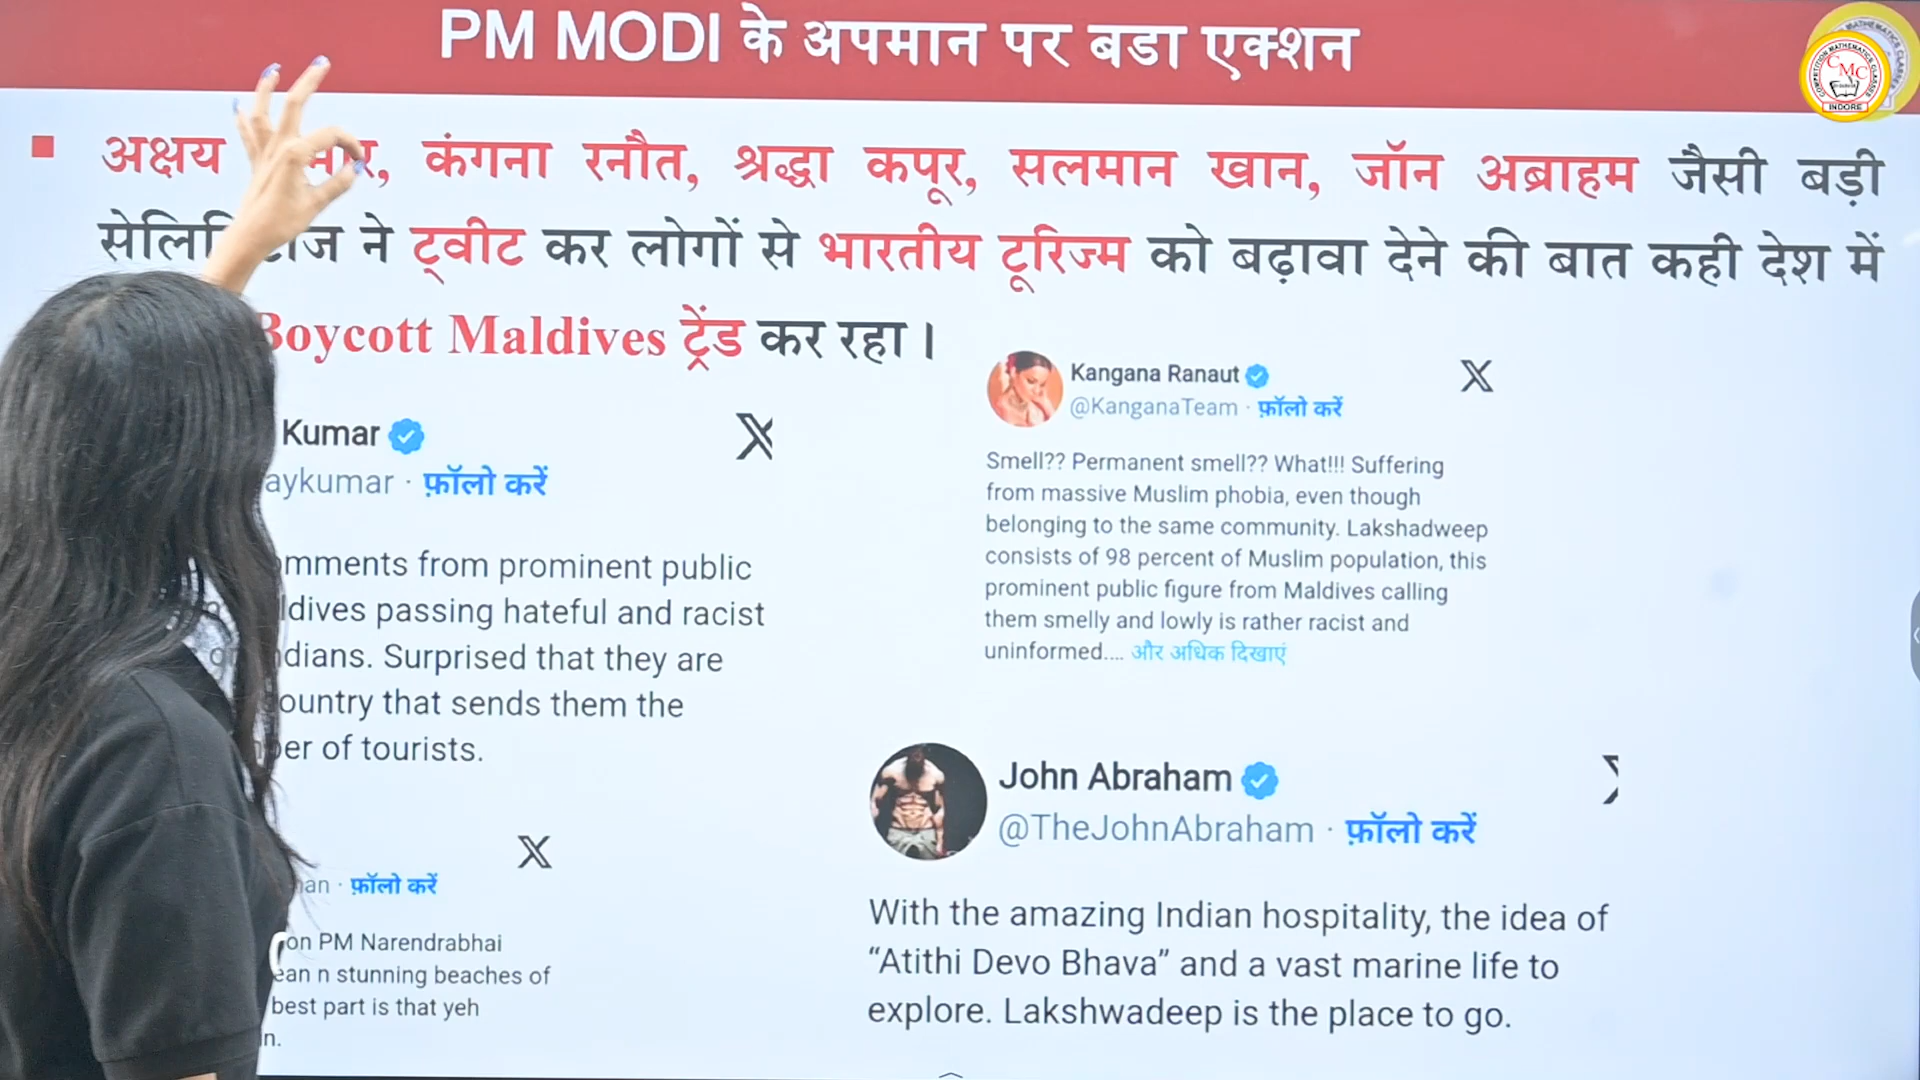 PM MODI के अपमान पर बडा एक्शन
COMPETITION MATHEMATICS CLASSES
CMC
INDORE
अक्षय कंगना रनौत, श्रद्धा कपूर, सलमान खान, जॉन अब्राहम जैसी बड़ी
ने ट्वीट कर लोगों से भारतीय टूरिज्म को बढ़ावा देने की बात कही देश में
Boycott Maldives ट्रेंड कर रहा।
Kumar
aykumar · फ़ॉलो करें
omments from prominent public
ldives passing hateful and racist
dians. Surprised that they are
ountry that sends them the
ber of tourists.
Kangana Ranaut
@KanganaTeam · फ़ॉलो करें
Smell?? Permanent smell?? What!!! Suffering
from massive Muslim phobia, even though
belonging to the same community. Lakshadweep
consists of 98 percent of Muslim population, this
prominent public figure from Maldives calling
them smelly and lowly is rather racist and
uninformed.... और अधिक दिखाएं
an · फ़ॉलो करें
on PM Narendrabhai
ean n stunning beaches of
best part is that yeh
n.
John Abraham
@TheJohnAbraham · फ़ॉलो करें
With the amazing Indian hospitality, the idea of
“Atithi Devo Bhava” and a vast marine life to
explore. Lakshwadeep is the place to go.